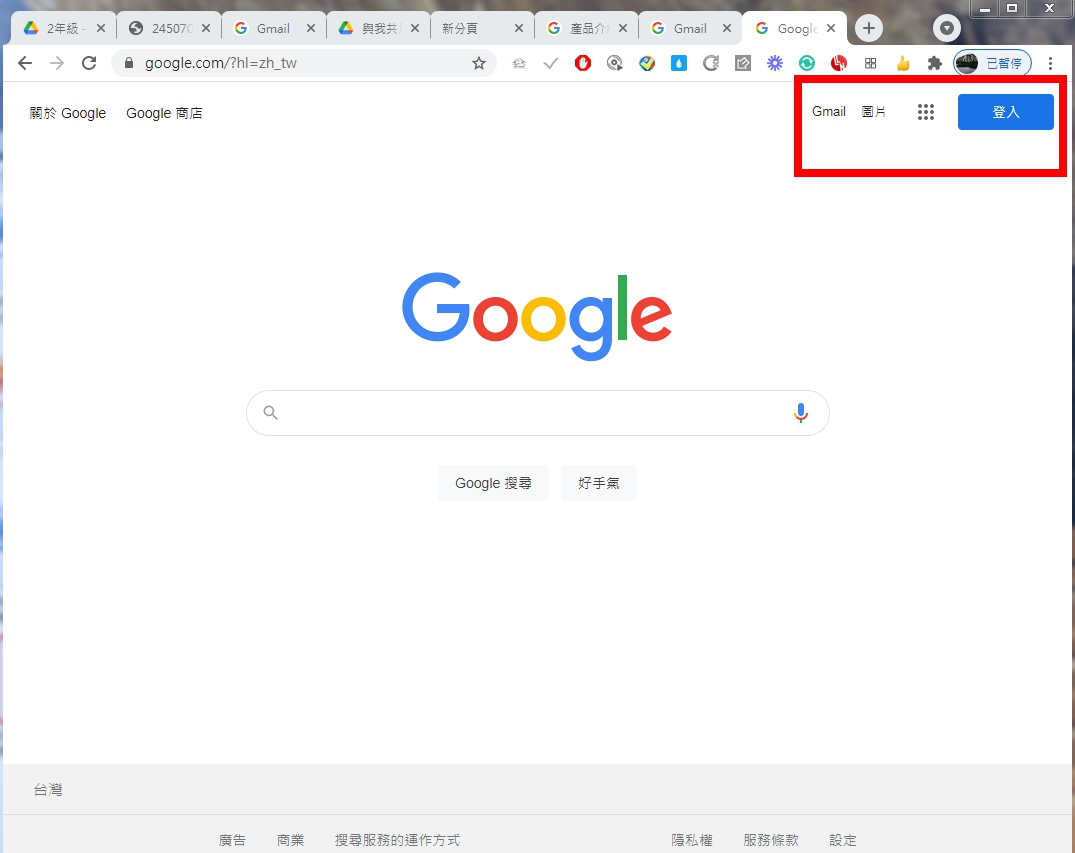 2年級 -
245070
Gmail
與我共用
新分頁
產品介紹
Gmail
Google
google.com/?hl=zh_tw
已暫停
關於 Google
Google 商店
Gmail
圖片
登入
Google
Google 搜尋
好手氣
台灣
廣告
商業
搜尋服務的運作方式
隱私權
服務條款
設定